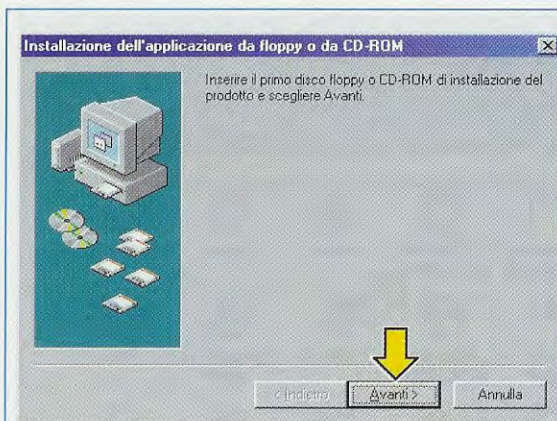 Installazione dell'applicazione da floppy o da CD-ROM
Inserire il primo disco floppy o CD-ROM di installazione del
prodotto e scegliere Avanti.
< Indietro
Avanti >
Annulla